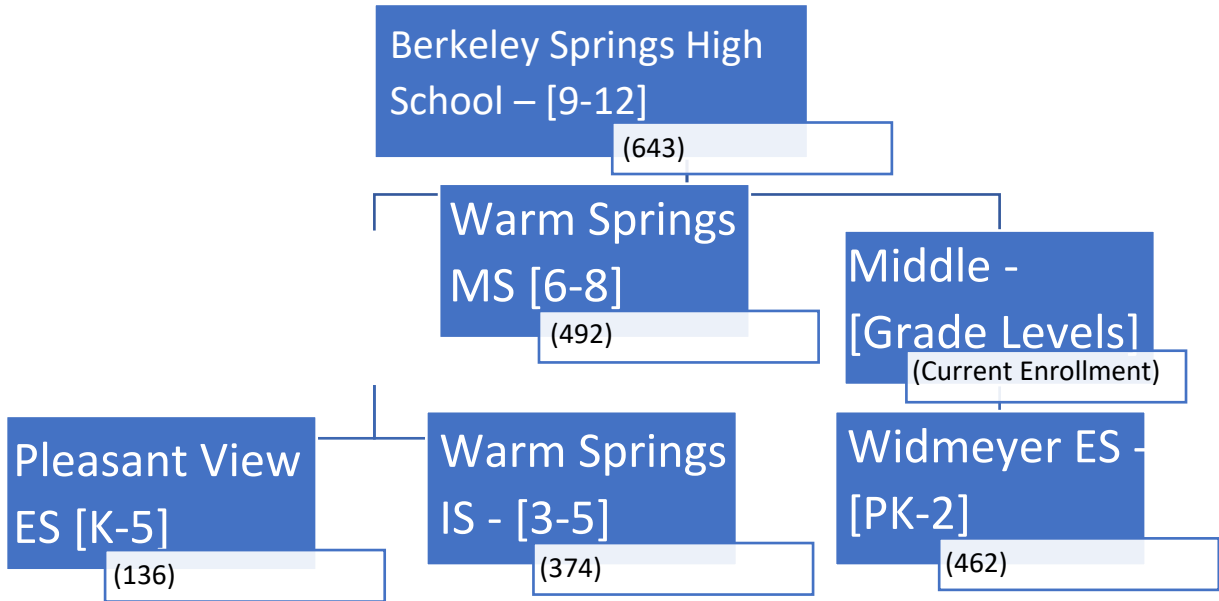 Berkeley Springs High
School – [9-12]
(643)
Warm Springs
MS [6-8]
(492)
Middle -
[Grade Levels]
(Current Enrollment)
Pleasant View
ES [K-5]
(136)
Warm Springs
IS - [3-5]
(374)
Widmeyer ES -
[PK-2]
(462)